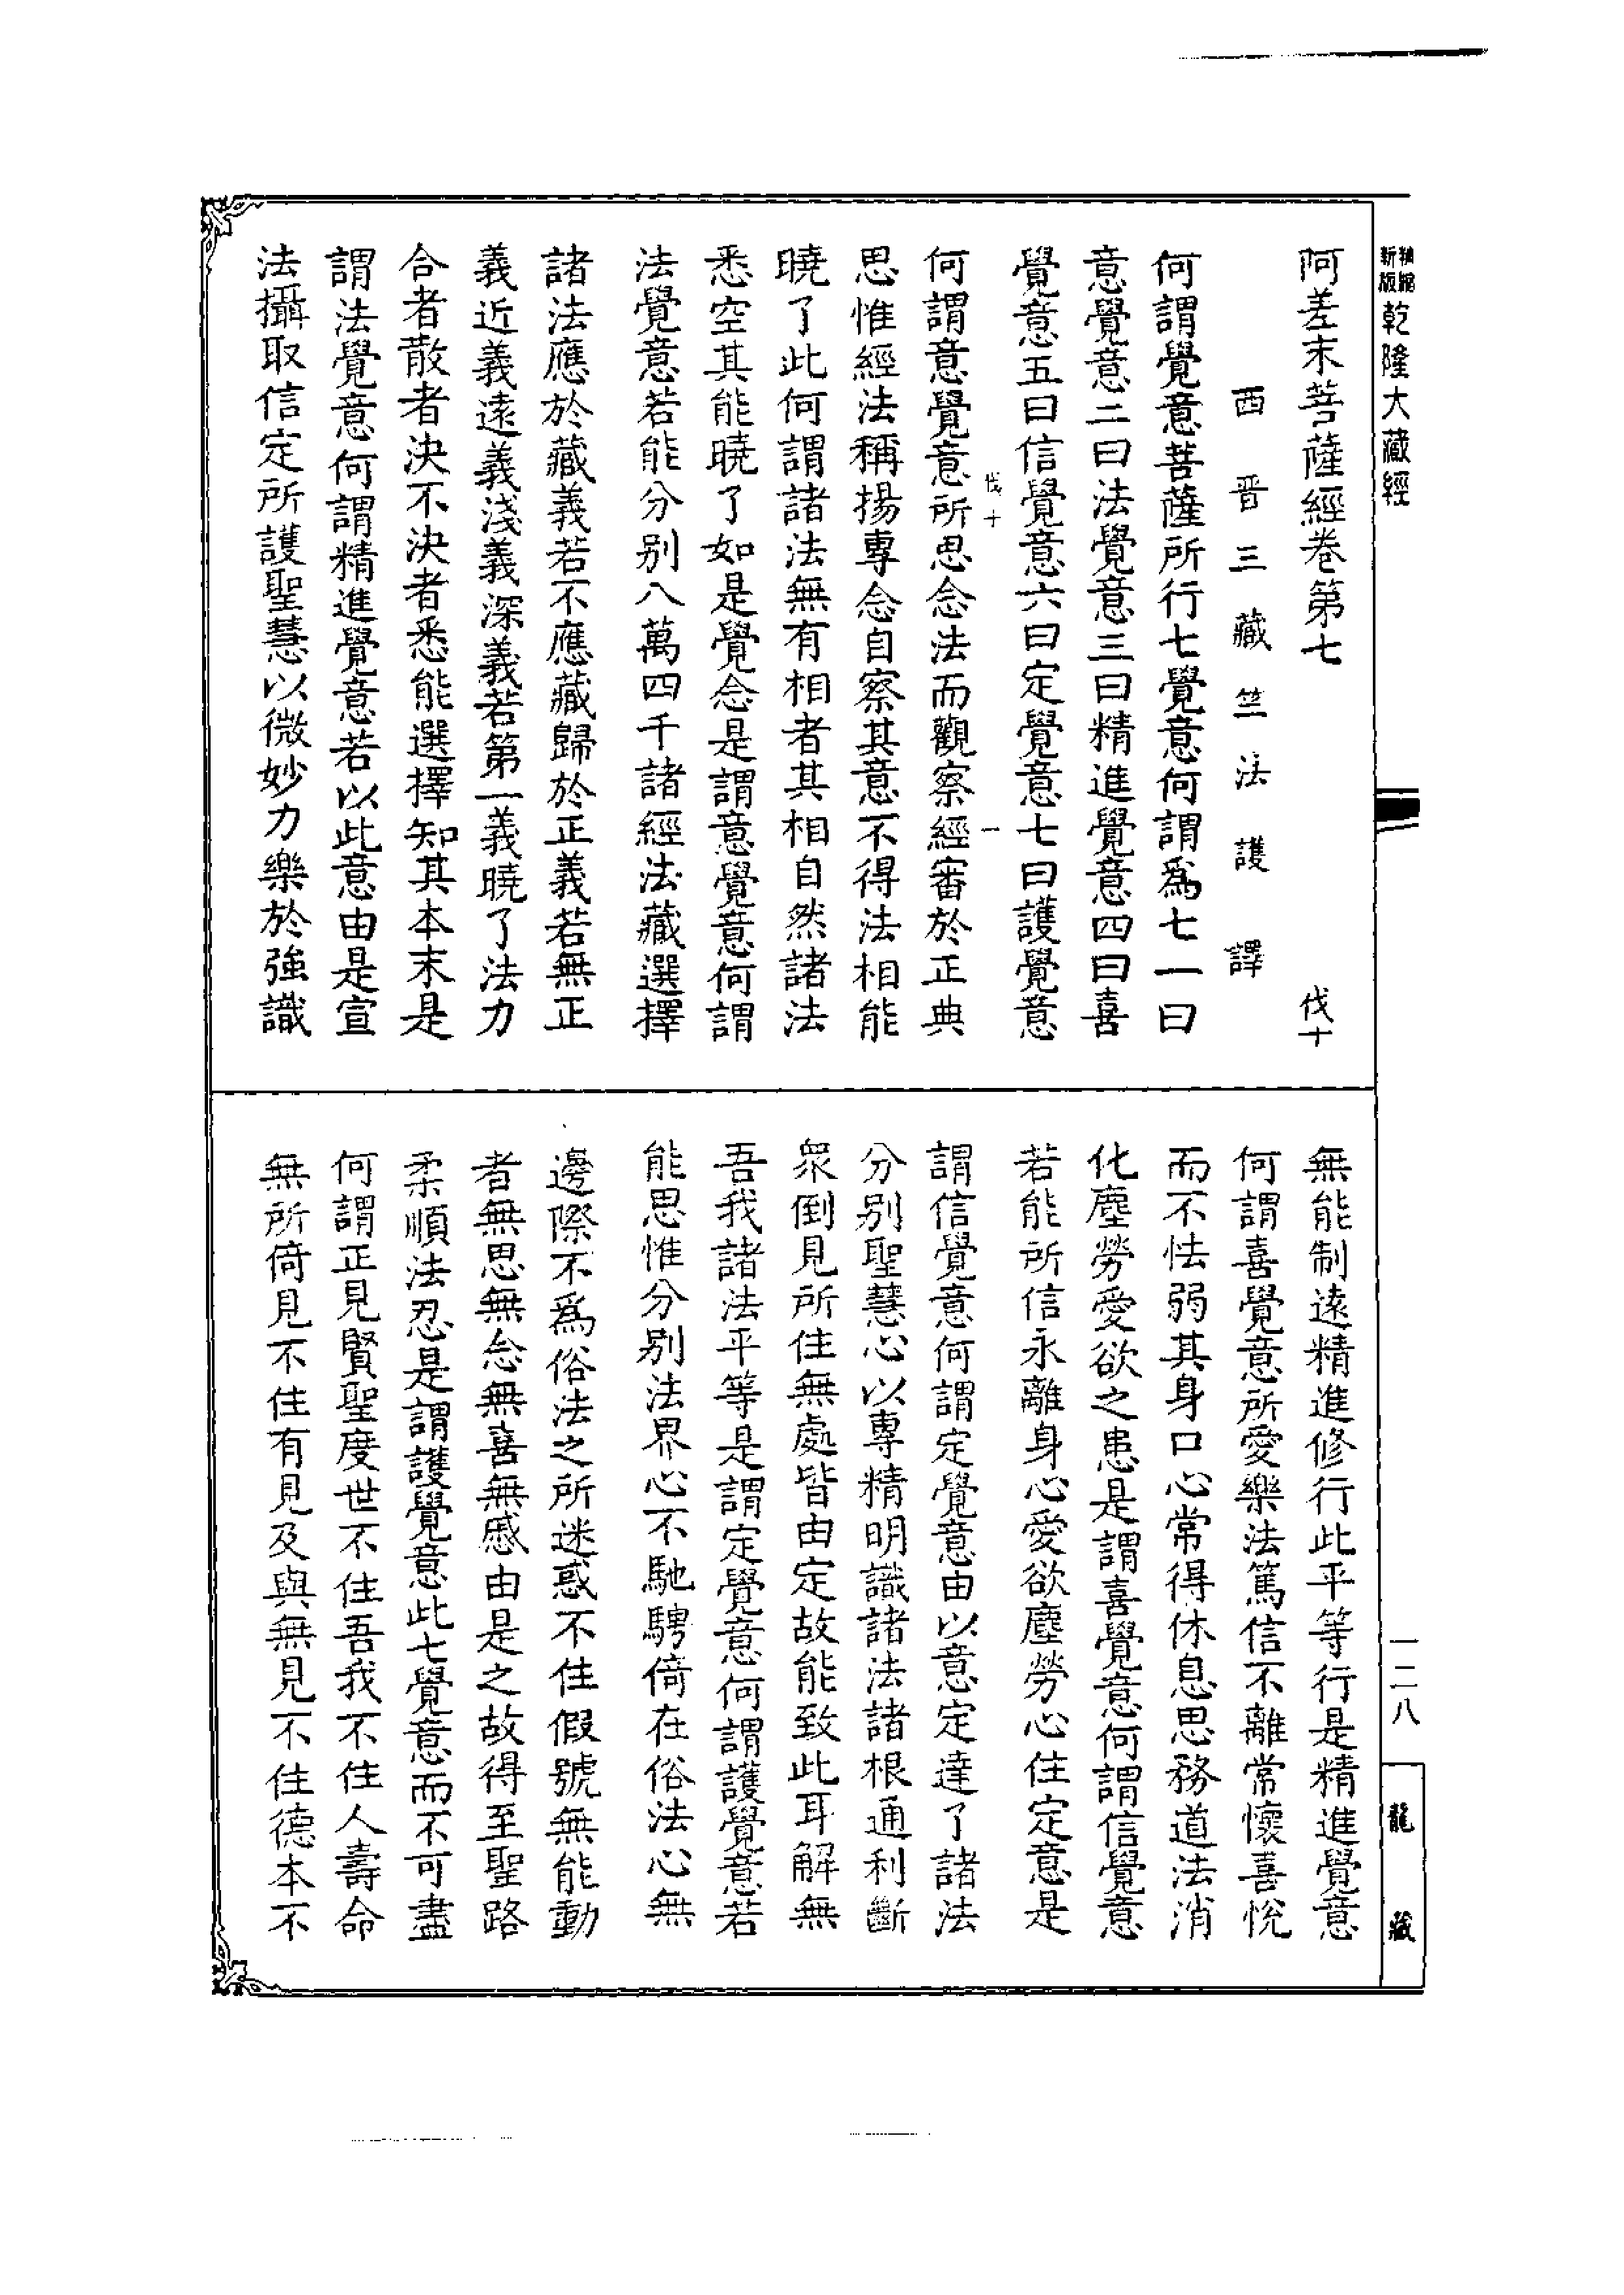 精縮新版 乾隆大藏經
阿差末菩薩經卷第七 伐十
西晋三藏竺法護譯
何謂覺意菩薩所行七覺意何謂為七一曰
意覺意二曰法覺意三曰精進覺意四曰喜
覺意五曰信覺意六曰定覺意七曰護覺意
伐十 一
何謂意覺意所思念法而觀察經審於正典
思惟經法稱揚專念自察其意不得法相能
曉了此何謂諸法無有相者其相自然諸法
悉空其能曉了如是覺念是謂意覺意何謂
法覺意若能分別八萬四千諸經法藏選擇
諸法應於藏義若不應藏歸於正義若無正
義近義遠義淺義深義若第一義曉了法力
合者散者決不決者悉能選擇知其本末是
謂法覺意何謂精進覺意若以此意由是宣
法攝取信定所護聖慧以微妙力樂於強識
無能制遠精進修行此平等行是精進覺意
何謂喜覺意所愛樂法篤信不離常懷喜悅
而不怯弱其身口心常得休息思務道法消
化塵勞愛欲之患是謂喜覺意何謂信覺意
若能所信永離身心愛欲塵勞心住定意是
謂信覺意何謂定覺意由以意定達了諸法
分別聖慧心以專精明識諸法諸根通利斷
眾倒見所住無處皆由定故能致此耳解無
吾我諸法平等是謂定覺意何謂護覺意若
能思惟分別法界心不馳騁倚在俗法心無
邊際不為俗法之所迷惑不住假號無能動
者無思無念無喜無慼由是之故得至聖路
柔順法忍是謂護覺意此七覺意而不可盡
何謂正見賢聖度世不住吾我不住人壽命
無所倚見不住有見及與無見不住德本不
一二八
龍藏